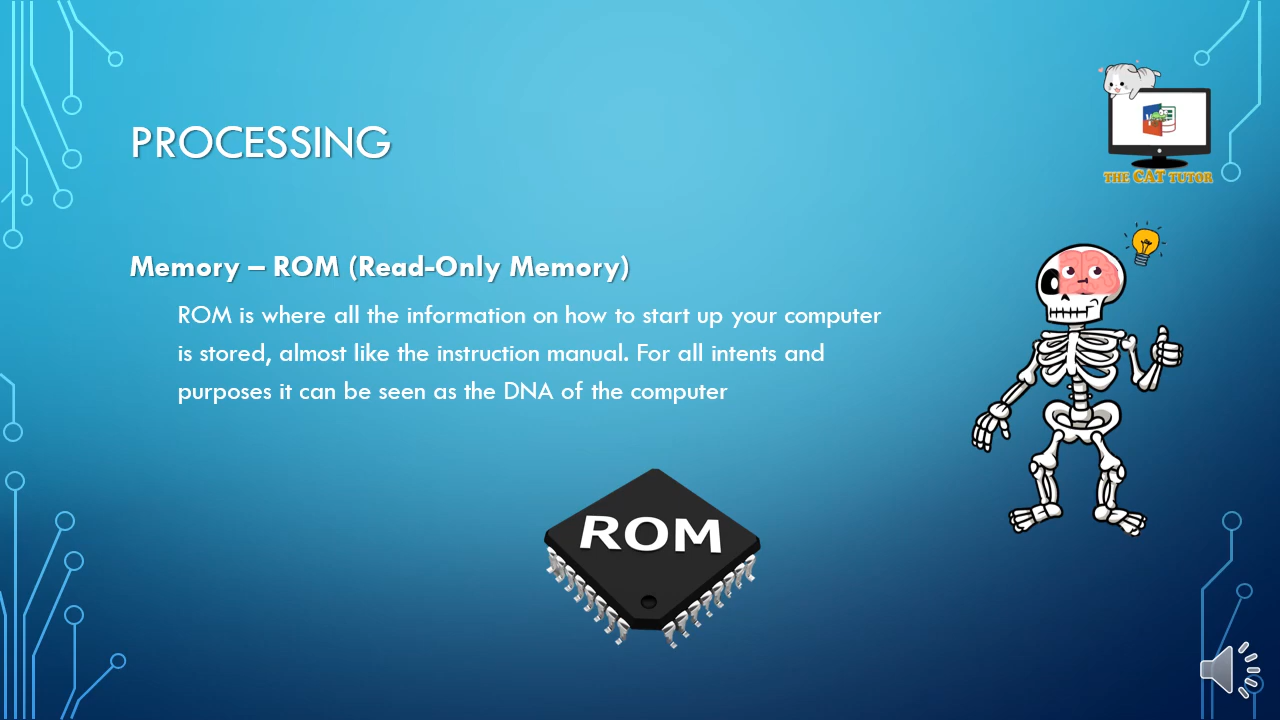 PROCESSING
THE CAT TUTOR
Memory – ROM (Read-Only Memory)
ROM is where all the information on how to start up your computer
is stored, almost like the instruction manual. For all intents and
purposes it can be seen as the DNA of the computer
ROM